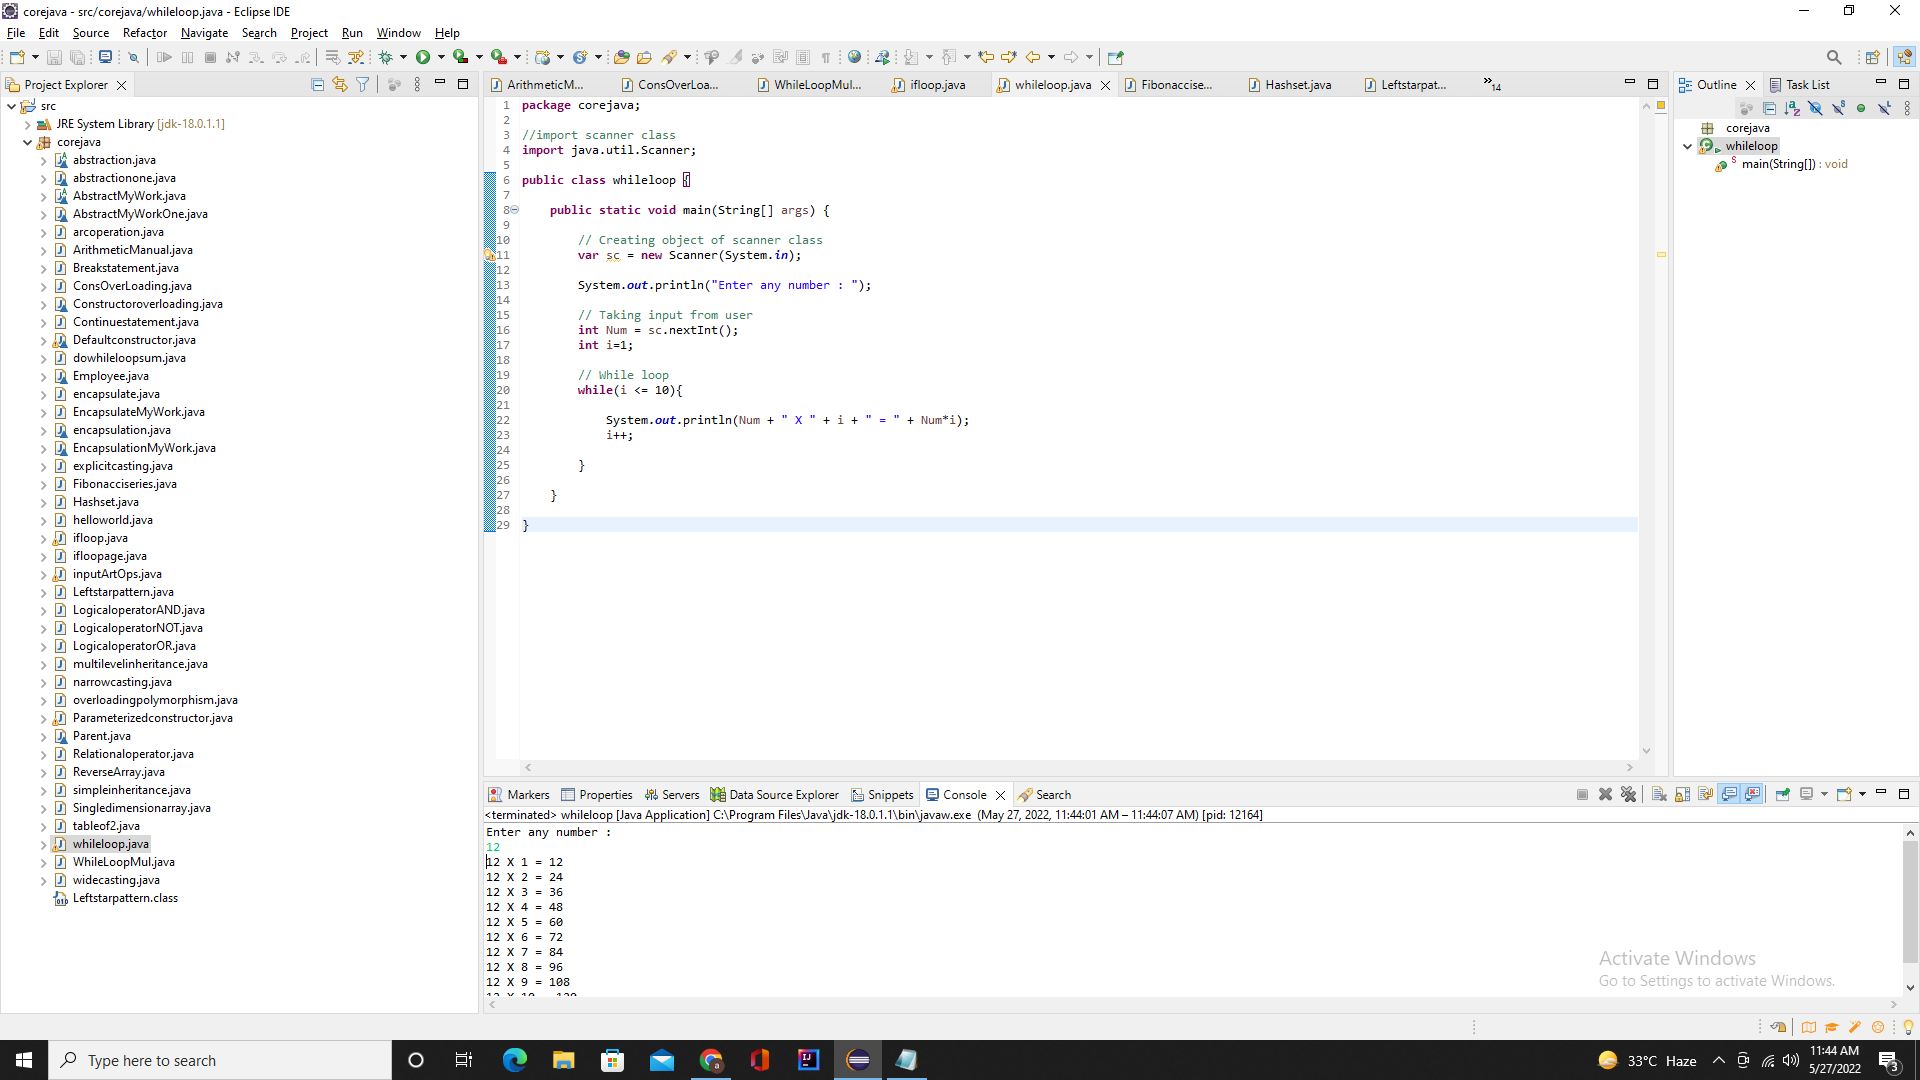 corejava - src/corejava/whileloop.java - Eclipse IDE
File Edit Source Refactor Navigate Search Project Run Window Help
Project Explorer
src
JRE System Library [jdk-18.0.1.1]
corejava
abstraction.java
abstractionone.java
AbstractMyWork.java
AbstractMyWorkOne.java
arcoperation.java
ArithmeticManual.java
Breakstatement.java
ConsOverLoading.java
Constructoroverloading.java
Continuestatement.java
Defaultconstructor.java
dowhileloopsum.java
Employee.java
encapsulate.java
EncapsulateMyWork.java
encapsulation.java
EncapsulationMyWork.java
explicitcasting.java
Fibonacciseries.java
Hashset.java
helloworld.java
ifloop.java
ifloopage.java
inputArtOps.java
Leftstarpattern.java
LogicaloperatorAND.java
LogicaloperatorNOT.java
LogicaloperatorOR.java
multilevelinheritance.java
narrowcasting.java
overloadingpolymorphism.java
Parameterizedconstructor.java
Parent.java
Relationaloperator.java
ReverseArray.java
simpleinheritance.java
Singledimensionarray.java
tableof2.java
whileloop.java
WhileLoopMul.java
widecasting.java
Leftstarpattern.class
ArithmeticM... ConsOverLoa... WhileLoopMul... ifloop.java whileloop.java Fibonaccise... Hashset.java Leftstarpat... »14
1 package corejava;
2
3 //import scanner class
4 import java.util.Scanner;
5
6 public class whileloop {
7
8 public static void main(String[] args) {
9
10 // Creating object of scanner class
11 var sc = new Scanner(System.in);
12
13 System.out.println("Enter any number : ");
14
15 // Taking input from user
16 int Num = sc.nextInt();
17 int i=1;
18
19 // While loop
20 while(i <= 10){
21
22 System.out.println(Num + " X " + i + " = " + Num*i);
23 i++;
24
25 }
26
27 }
28
29 }
Outline Task List
corejava
whileloop
main(String[]) : void
Markers Properties Servers Data Source Explorer Snippets Console Search
<terminated> whileloop [Java Application] C:\Program Files\Java\jdk-18.0.1.1\bin\javaw.exe (May 27, 2022, 11:44:01 AM – 11:44:07 AM) [pid: 12164]
Enter any number :
12
12 X 1 = 12
12 X 2 = 24
12 X 3 = 36
12 X 4 = 48
12 X 5 = 60
12 X 6 = 72
12 X 7 = 84
12 X 8 = 96
12 X 9 = 108
12 X 10 = 120
Activate Windows
Go to Settings to activate Windows.
Type here to search
33°C Haze
11:44 AM
5/27/2022
3